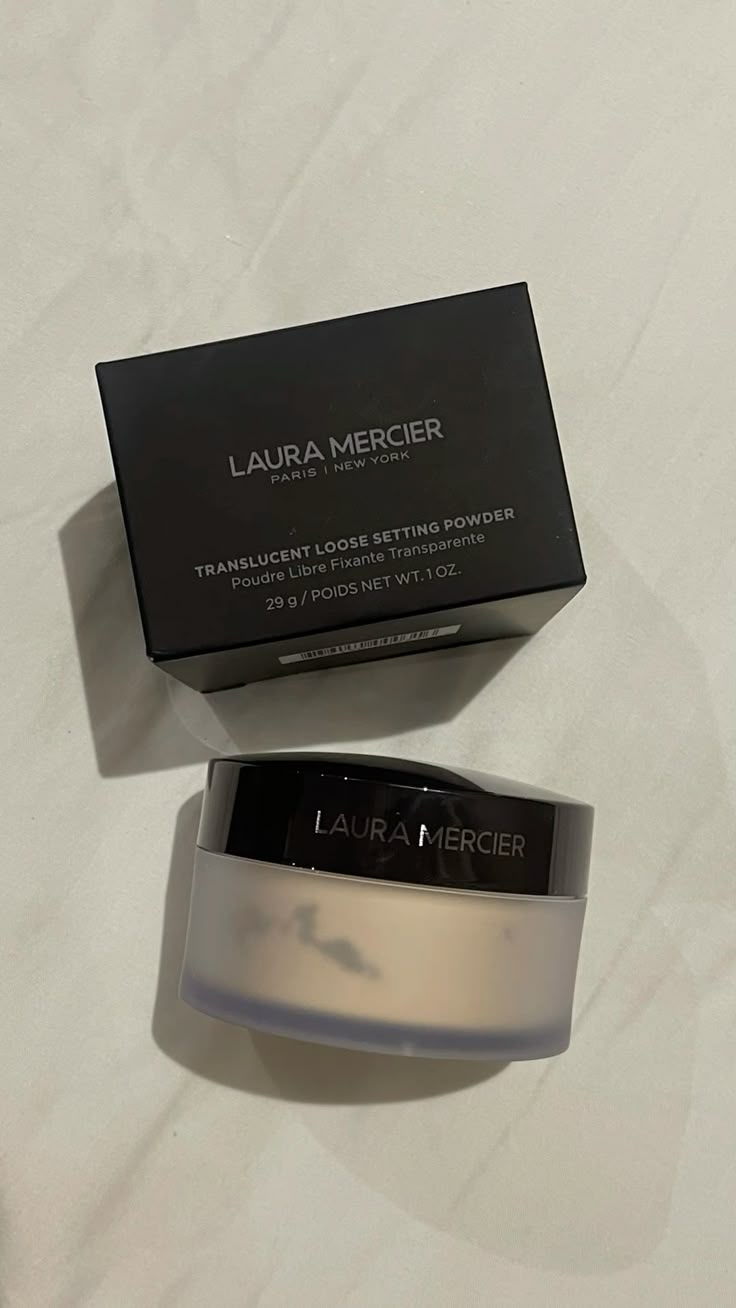 LAURA MERCIER
PARIS | NEW YORK
TRANSLUCENT LOOSE SETTING POWDER
Poudre Libre Fixante Transparente
29 g / POIDS NET WT. 1 OZ.
LAURA MERCIER